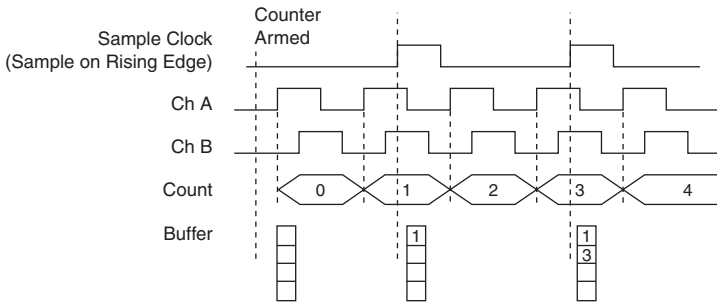 Counter
Armed
Sample Clock
(Sample on Rising Edge)
Ch A
Ch B
Count
0 1 2 3 4
Buffer
1 1
3